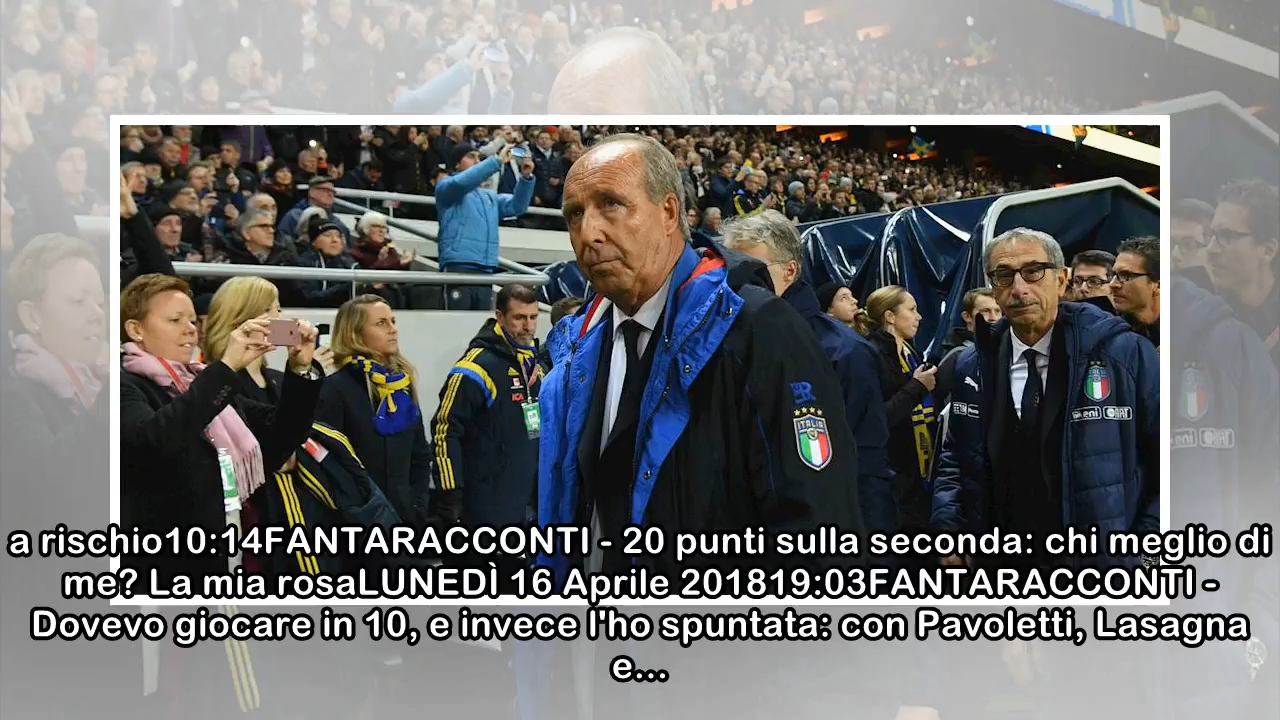 ITALIA
a rischio10:14FANTARACCONTI - 20 punti sulla seconda: chi meglio di
me? La mia rosaLUNEDÌ 16 Aprile 201819:03FANTARACCONTI -
Dovevo giocare in 10, e invece l'ho spuntata: con Pavoletti, Lasagna
e...